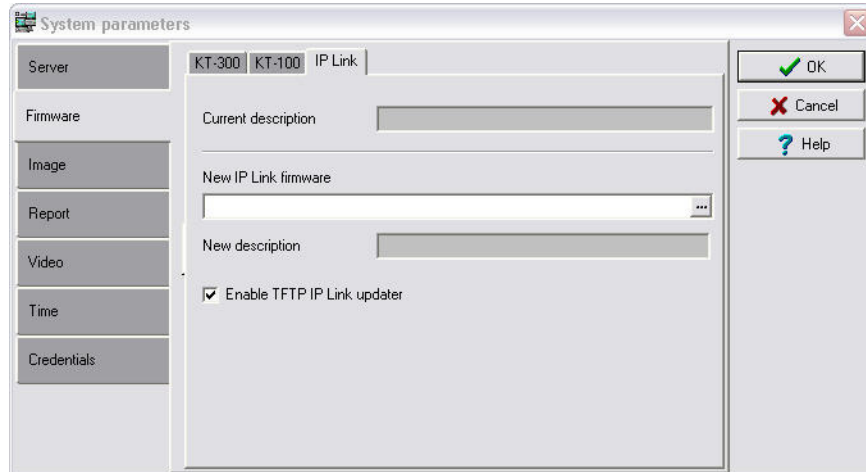 System parameters
Server
Firmware
Image
Report
Video
Time
Credentials
KT-300 KT-100 IP Link
Current description
New IP Link firmware
...
New description
Enable TFTP IP Link updater
OK
Cancel
? Help